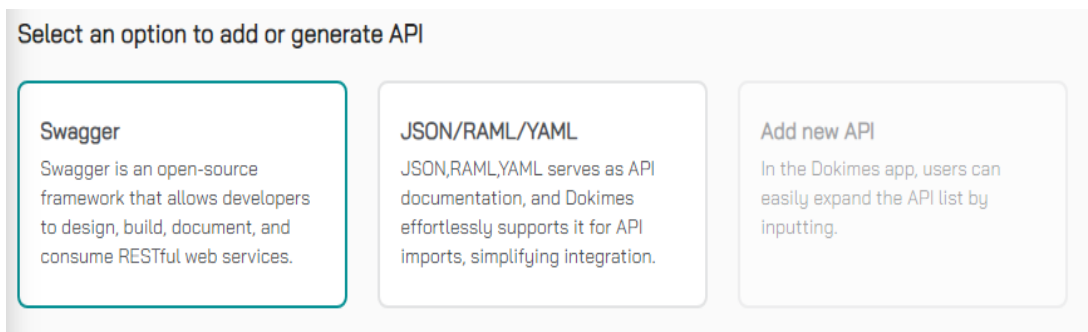 Select an option to add or generate API
Swagger
Swagger is an open-source
framework that allows developers
to design, build, document, and
consume RESTful web services.
JSON/RAML/YAML
JSON,RAML,YAML serves as API
documentation, and Dokimes
effortlessly supports it for API
imports, simplifying integration.
Add new API
In the Dokimes app, users can
easily expand the API list by
inputting.